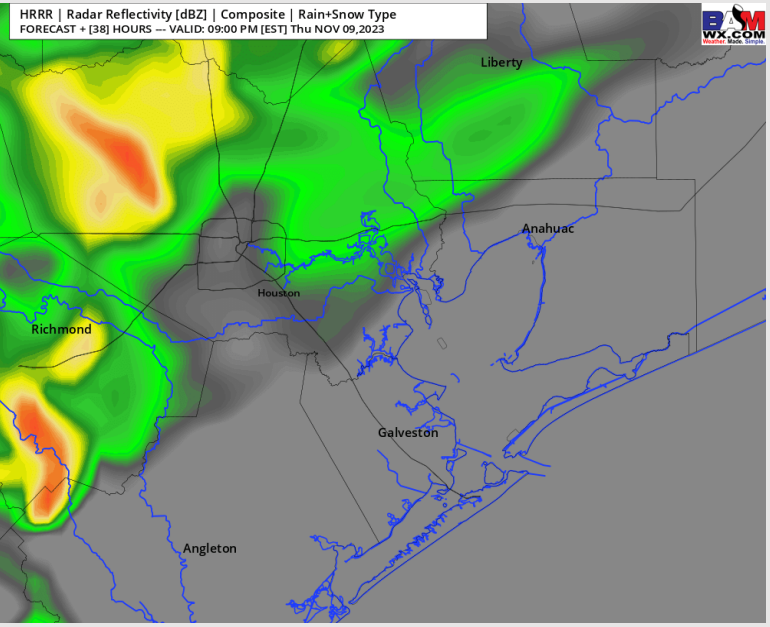 HRRR | Radar Reflectivity [dBZ] | Composite | Rain+Snow Type
FORECAST + [38] HOURS --- VALID: 09:00 PM [EST] Thu NOV 09,2023
BAM
WX.COM
Weather. Made. Simple.
Liberty
Anahuac
Houston
Richmond
Galveston
Angleton